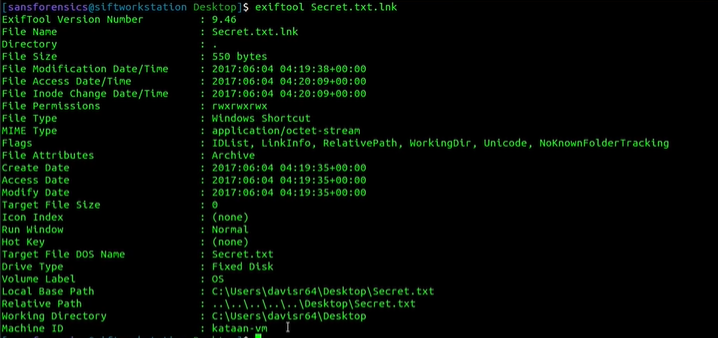 [sansforensics@siftworkstation Desktop]$ exiftool Secret.txt.lnk
ExifTool Version Number : 9.46
File Name : Secret.txt.lnk
Directory : .
File Size : 550 bytes
File Modification Date/Time : 2017:06:04 04:19:38+00:00
File Access Date/Time : 2017:06:04 04:20:09+00:00
File Inode Change Date/Time : 2017:06:04 04:20:09+00:00
File Permissions : rwxrwxrwx
File Type : Windows Shortcut
MIME Type : application/octet-stream
Flags : IDList, LinkInfo, RelativePath, WorkingDir, Unicode, NoKnownFolderTracking
File Attributes : Archive
Create Date : 2017:06:04 04:19:35+00:00
Access Date : 2017:06:04 04:19:35+00:00
Modify Date : 2017:06:04 04:19:35+00:00
Target File Size : 0
Icon Index : (none)
Run Window : Normal
Hot Key : (none)
Target File DOS Name : Secret.txt
Drive Type : Fixed Disk
Volume Label : OS
Local Base Path : C:\Users\davisr64\Desktop\Secret.txt
Relative Path : ..\..\..\..\..\Desktop\Secret.txt
Working Directory : C:\Users\davisr64\Desktop
Machine ID : kataan-vm